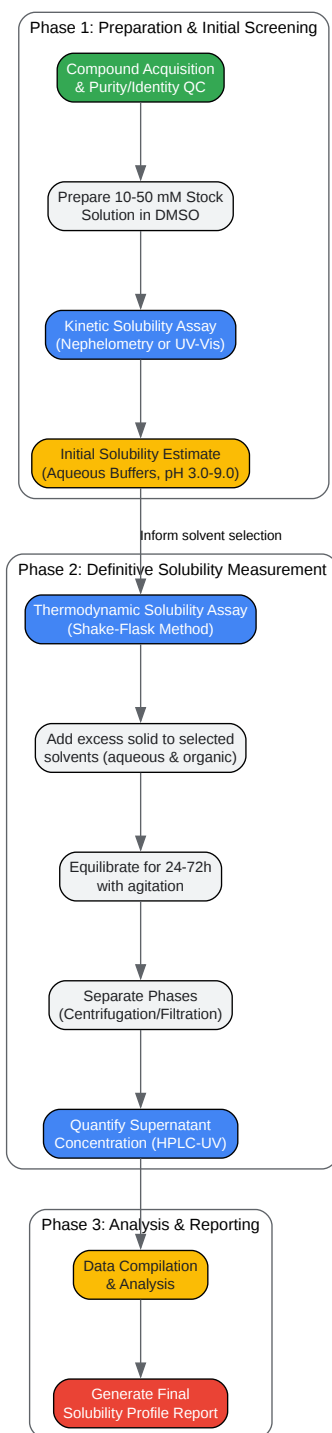 Phase 1: Preparation & Initial Screening
Compound Acquisition
& Purity/Identity QC
Prepare 10-50 mM Stock
Solution in DMSO
Kinetic Solubility Assay
(Nephelometry or UV-Vis)
Initial Solubility Estimate
(Aqueous Buffers, pH 3.0-9.0)
Inform solvent selection
Phase 2: Definitive Solubility Measurement
Thermodynamic Solubility Assay
(Shake-Flask Method)
Add excess solid to selected
solvents (aqueous & organic)
Equilibrate for 24-72h
with agitation
Separate Phases
(Centrifugation/Filtration)
Quantify Supernatant
Concentration (HPLC-UV)
Phase 3: Analysis & Reporting
Data Compilation
& Analysis
Generate Final
Solubility Profile Report